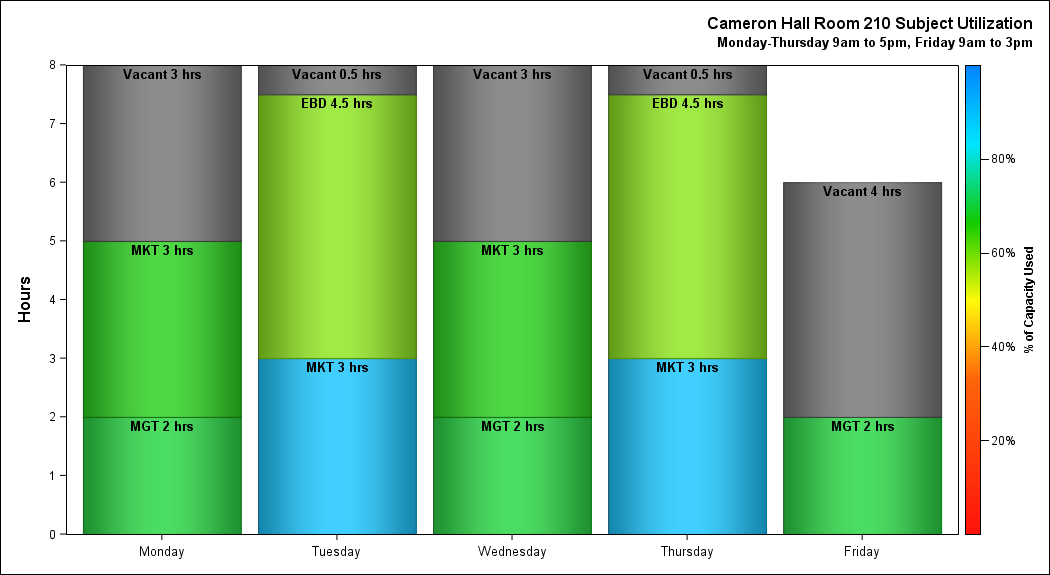 Cameron Hall Room 210 Subject Utilization
Monday-Thursday 9am to 5pm, Friday 9am to 3pm
Hours
8
7
6
5
4
3
2
1
0
Vacant 3 hrs
MKT 3 hrs
MGT 2 hrs
Vacant 0.5 hrs
EBD 4.5 hrs
MKT 3 hrs
Vacant 3 hrs
MKT 3 hrs
MGT 2 hrs
Vacant 0.5 hrs
EBD 4.5 hrs
MKT 3 hrs
Vacant 4 hrs
MGT 2 hrs
Monday
Tuesday
Wednesday
Thursday
Friday
80%
60%
40%
20%
% of Capacity Used